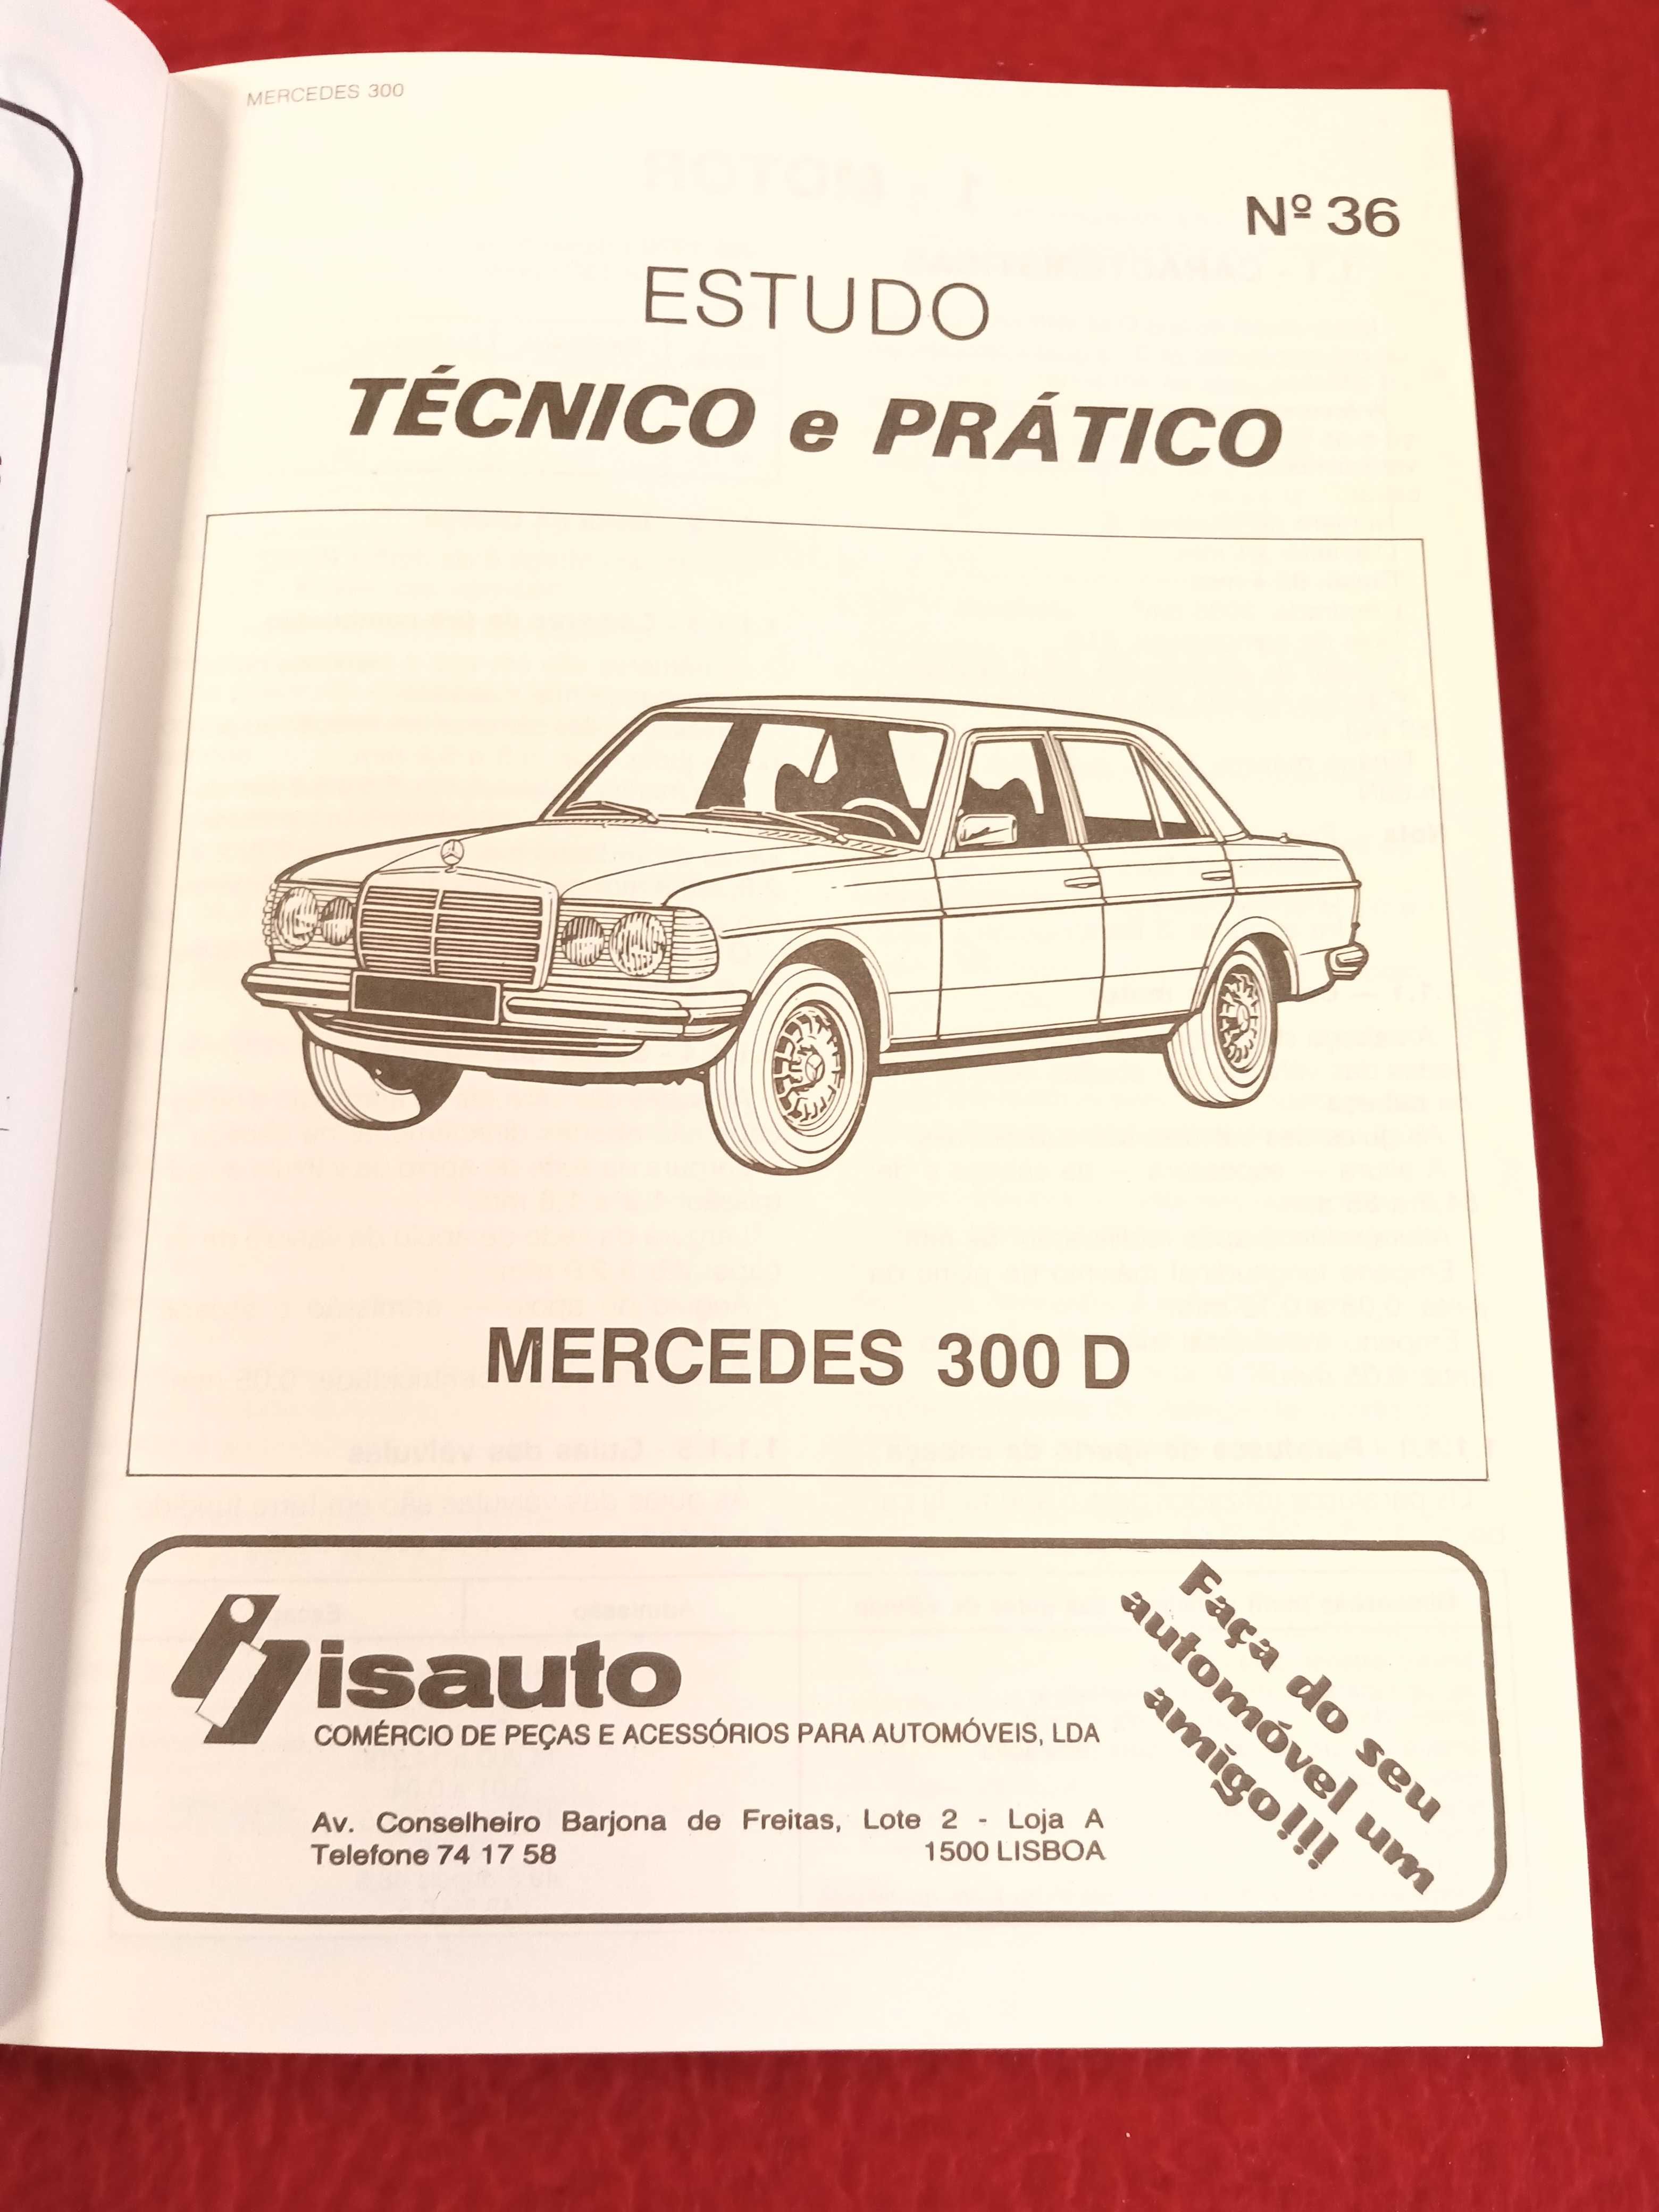 MERCEDES 300
Nº 36
ESTUDO
TÉCNICO e PRÁTICO
MERCEDES 300 D
isauto
COMÉRCIO DE PEÇAS E ACESSÓRIOS PARA AUTOMÓVEIS, LDA
Av. Conselheiro Barjona de Freitas, Lote 2 - Loja A
Telefone 74 17 58 1500 LISBOA
Faça do seu
automóvel um
amigo!!!